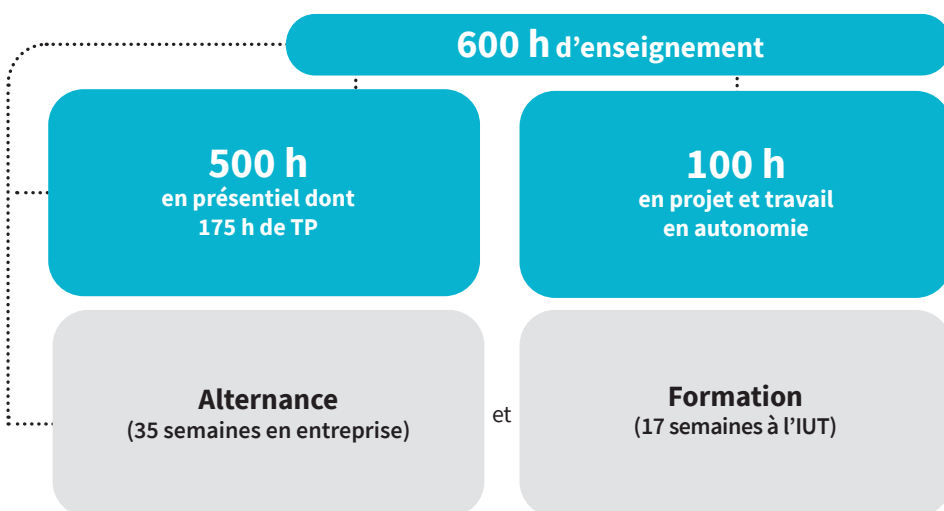 600 h d’enseignement
500 h
en présentiel dont
175 h de TP
100 h
en projet et travail
en autonomie
Alternance
(35 semaines en entreprise)
et
Formation
(17 semaines à l’IUT)